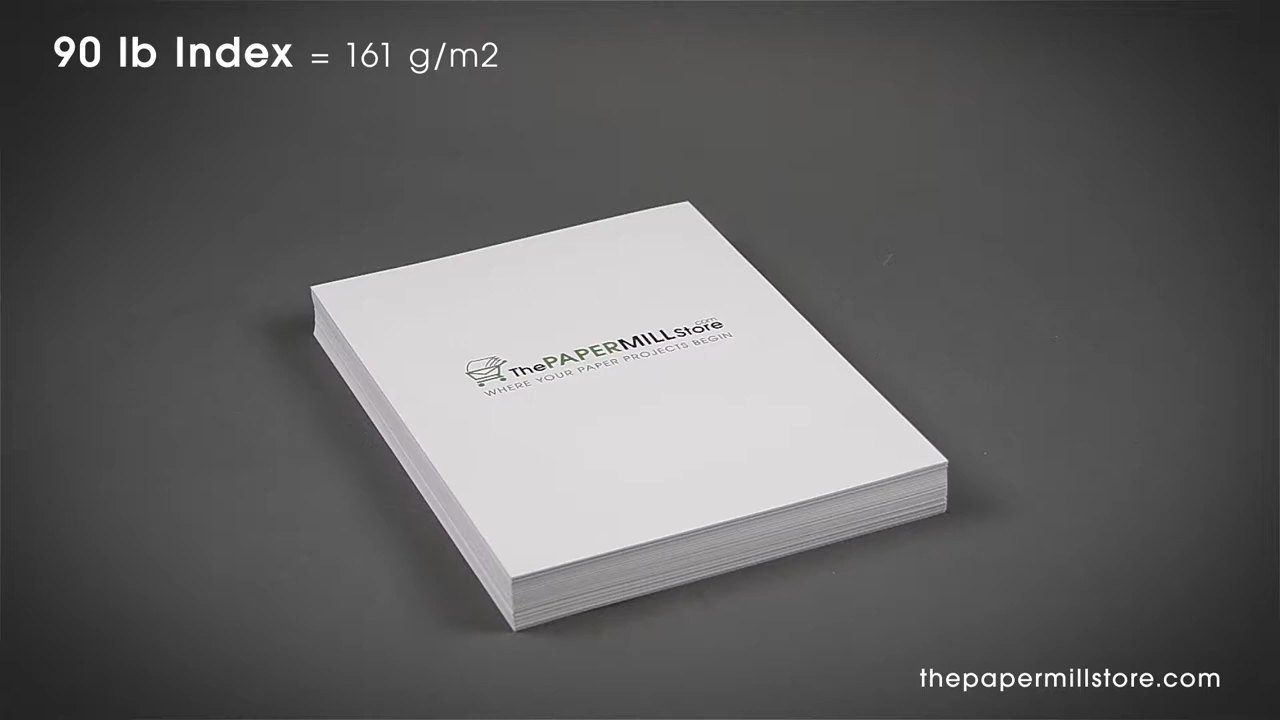 90 lb Index = 161 g/m2
.com
ThePAPERMILLstore
WHERE YOUR PAPER PROJECTS BEGIN
thepapermillstore.com